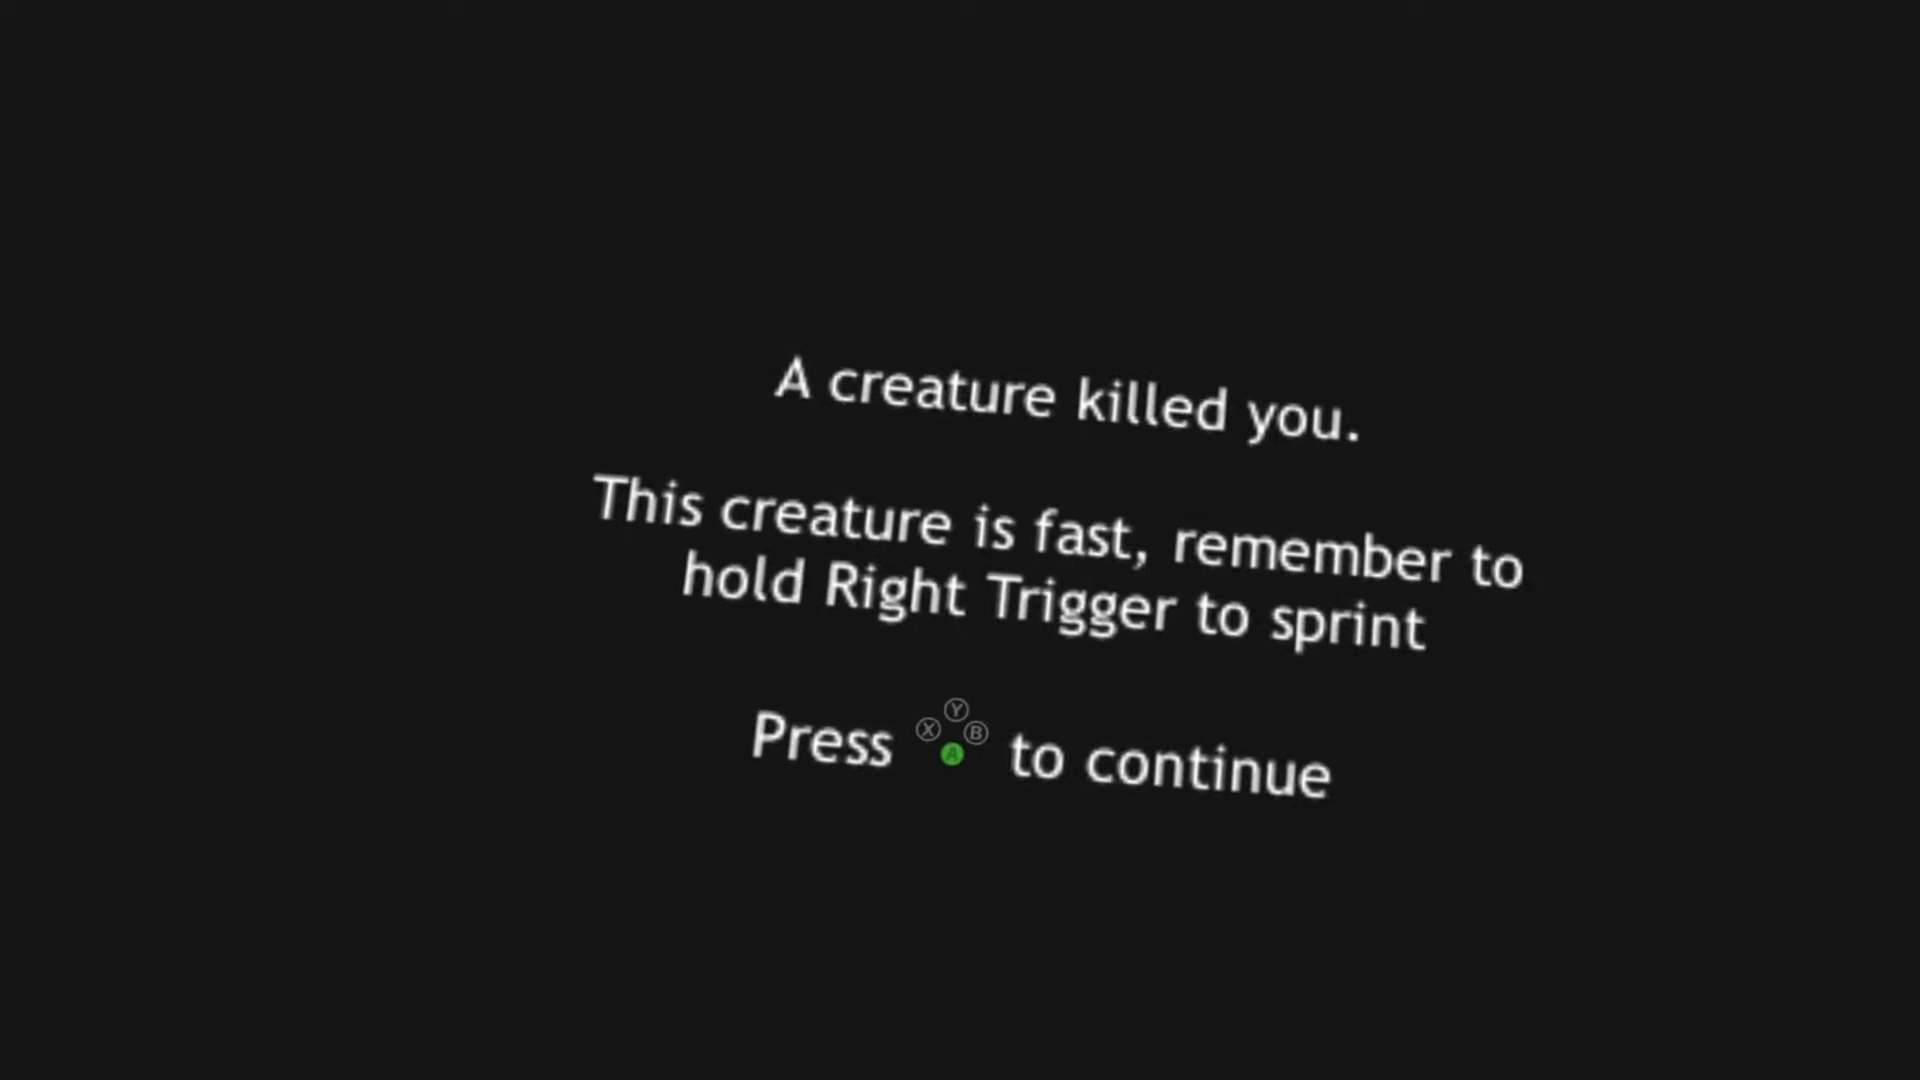 A creature killed you.
This creature is fast, remember to
hold Right Trigger to sprint
Press X Y B A to continue